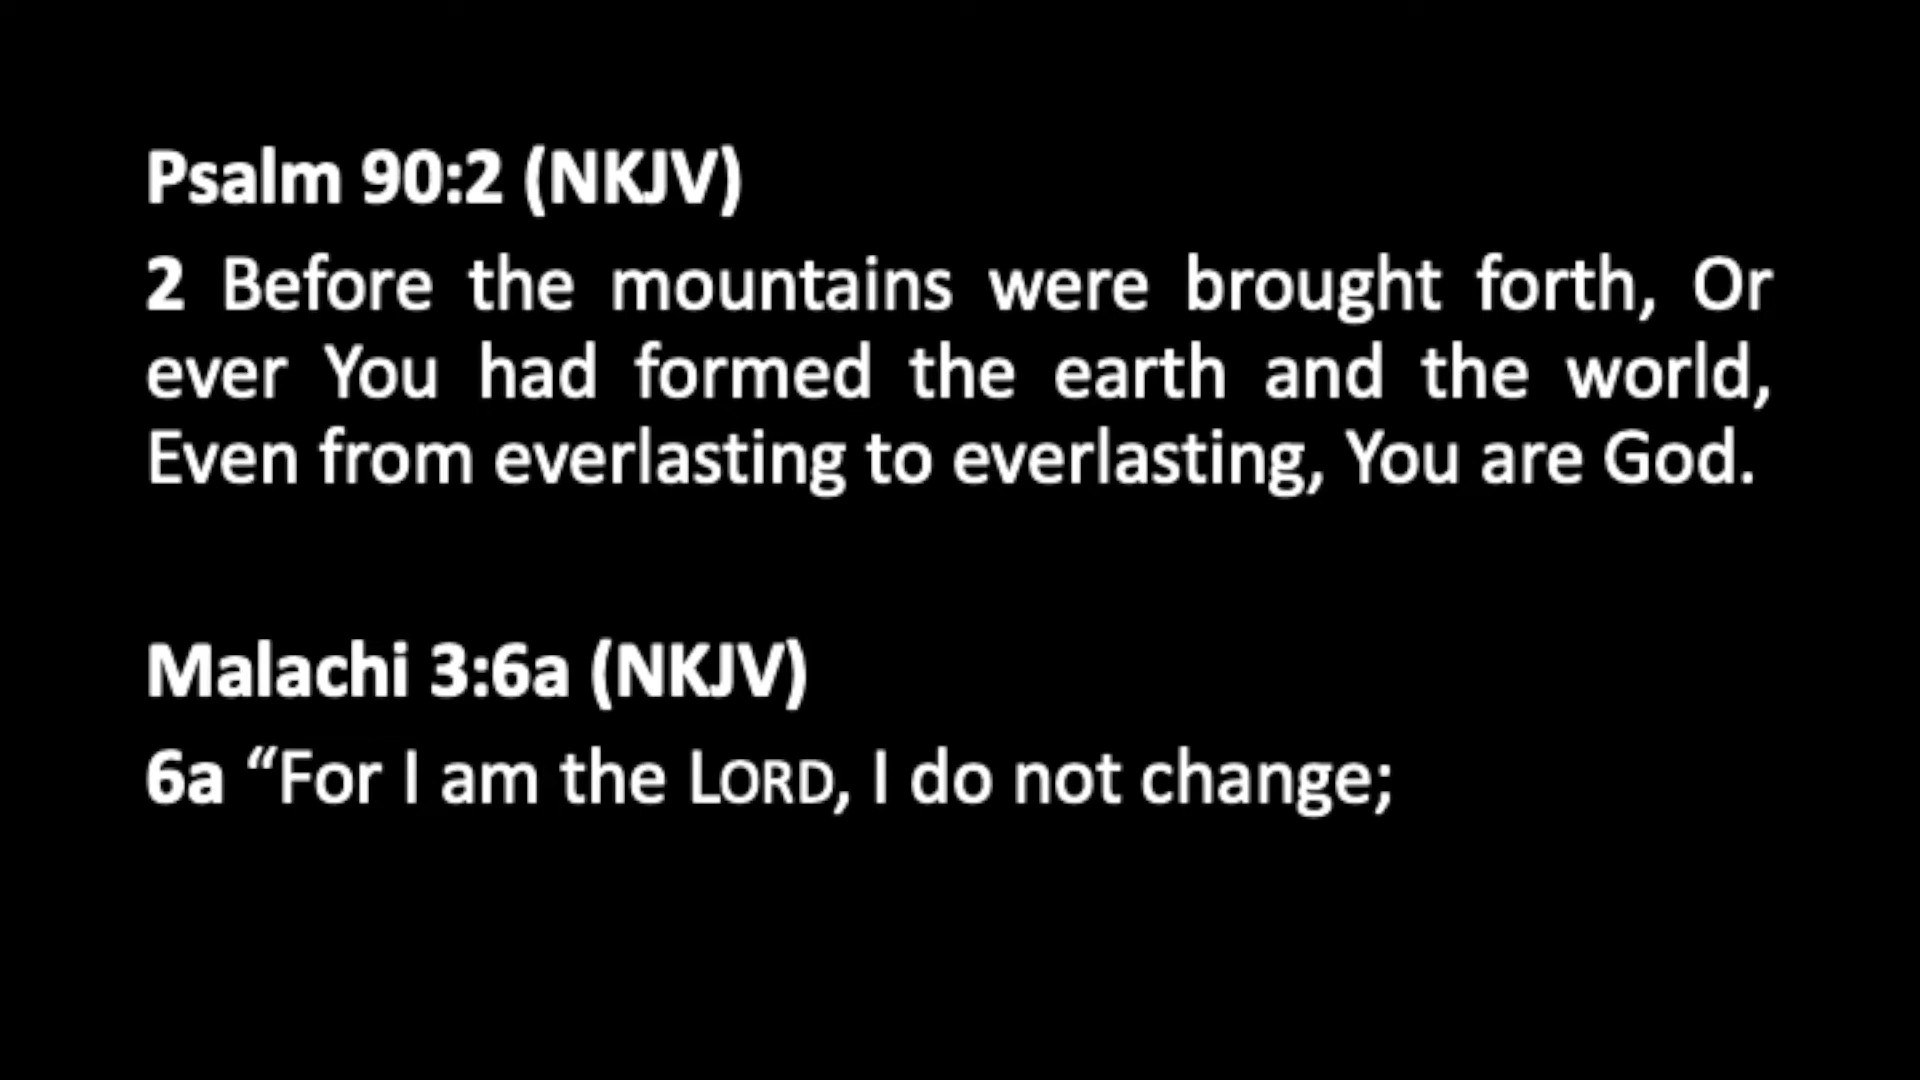 Psalm 90:2 (NKJV)
2 Before the mountains were brought forth, Or
ever You had formed the earth and the world,
Even from everlasting to everlasting, You are God.
Malachi 3:6a (NKJV)
6a “For I am the LORD, I do not change;